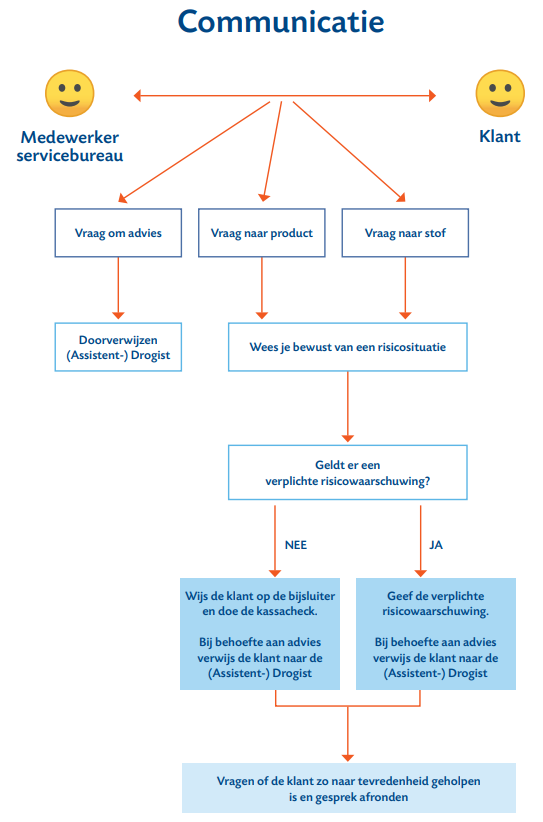 Communicatie
Medewerker
servicebureau
Klant
Vraag om advies
Vraag naar product
Vraag naar stof
Doorverwijzen
(Assistent-) Drogist
Wees je bewust van een risicosituatie
Geldt er een
verplichte risicowaarschuwing?
NEE
JA
Wijs de klant op de bijsluiter
en doe de kassacheck.
Bij behoefte aan advies
verwijs de klant naar de
(Assistent-) Drogist
Geef de verplichte
risicowaarschuwing.
Bij behoefte aan advies
verwijs de klant naar de
(Assistent-) Drogist
Vragen of de klant zo naar tevredenheid geholpen
is en gesprek afronden